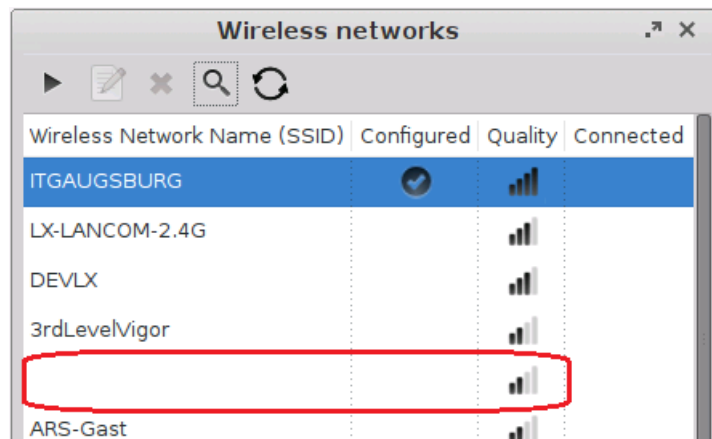 Wireless networks
Wireless Network Name (SSID) Configured Quality Connected
ITGAUGSBURG
LX-LANCOM-2.4G
DEVLX
3rdLevelVigor
ARS-Gast